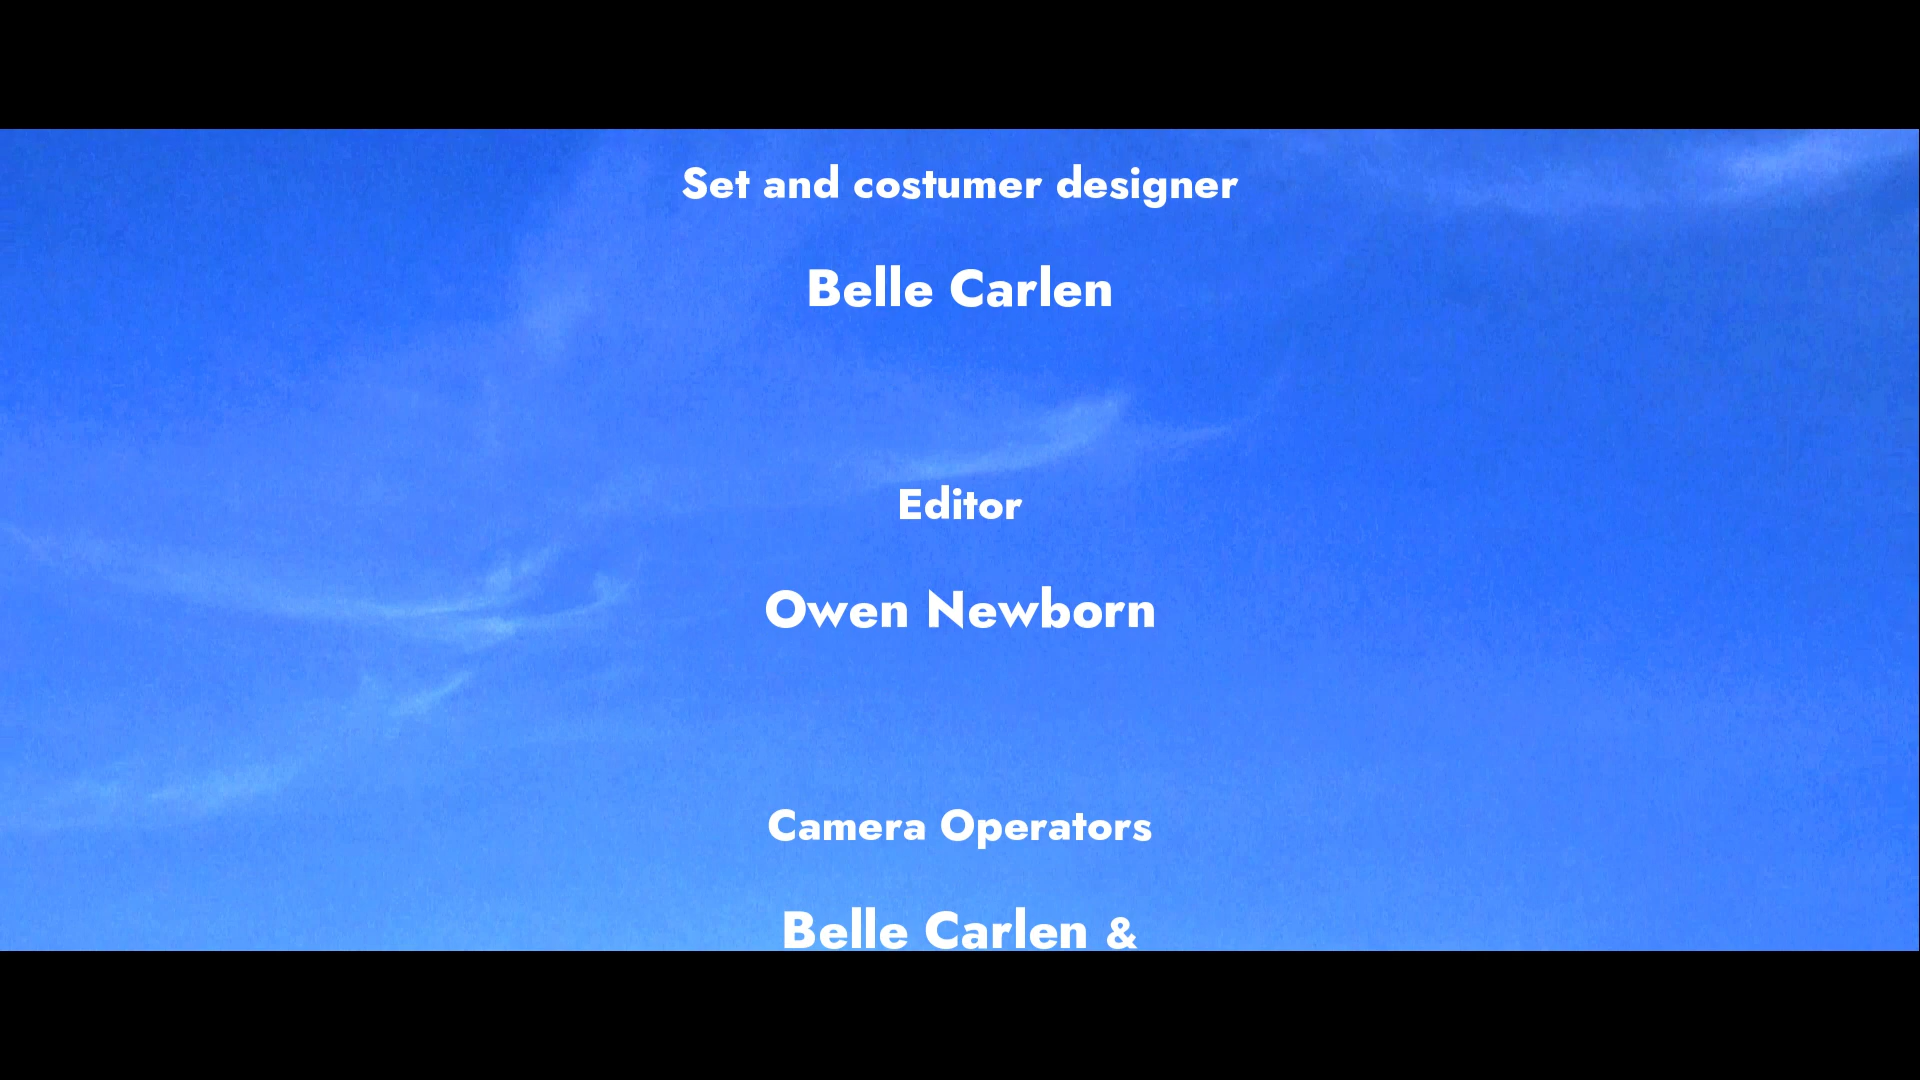 Set and costumer designer
Belle Carlen
Editor
Owen Newborn
Camera Operators
Belle Carlen &